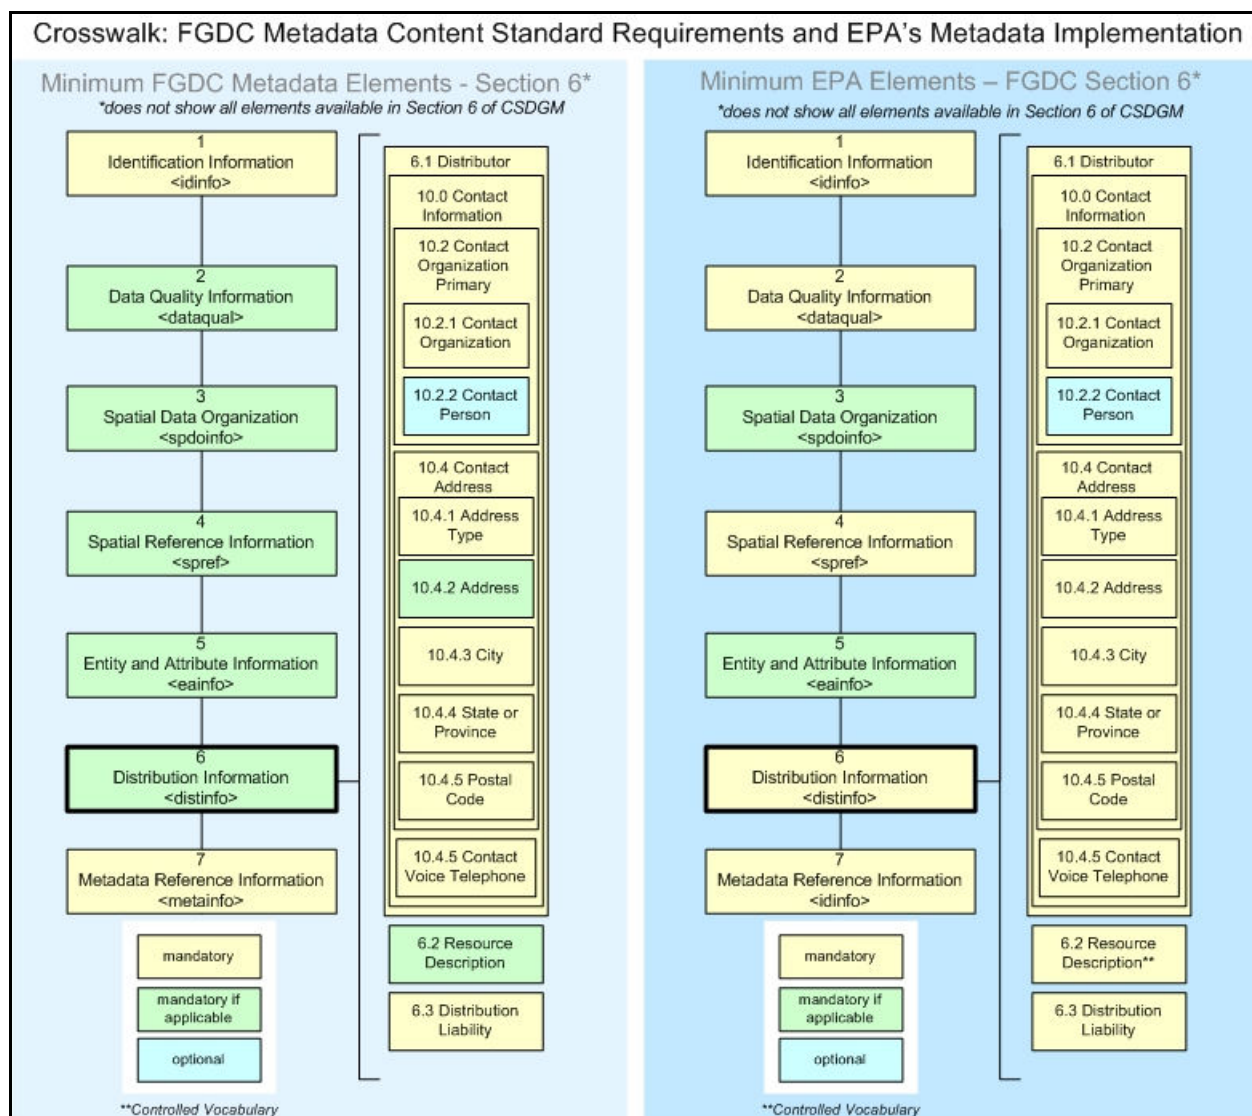 Crosswalk: FGDC Metadata Content Standard Requirements and EPA's Metadata Implementation
Minimum FGDC Metadata Elements - Section 6*
*does not show all elements available in Section 6 of CSDGM
1
Identification Information
<idinfo>
2
Data Quality Information
<dataqual>
3
Spatial Data Organization
<spdoinfo>
4
Spatial Reference Information
<spref>
5
Entity and Attribute Information
<eainfo>
6
Distribution Information
<distinfo>
7
Metadata Reference Information
<metainfo>
mandatory
mandatory if
applicable
optional
**Controlled Vocabulary
6.1 Distributor
10.0 Contact
Information
10.2 Contact
Organization
Primary
10.2.1 Contact
Organization
10.2.2 Contact
Person
10.4 Contact
Address
10.4.1 Address
Type
10.4.2 Address
10.4.3 City
10.4.4 State or
Province
10.4.5 Postal
Code
10.4.5 Contact
Voice Telephone
6.2 Resource
Description
6.3 Distribution
Liability
Minimum EPA Elements – FGDC Section 6*
*does not show all elements available in Section 6 of CSDGM
1
Identification Information
<idinfo>
2
Data Quality Information
<dataqual>
3
Spatial Data Organization
<spdoinfo>
4
Spatial Reference Information
<spref>
5
Entity and Attribute Information
<eainfo>
6
Distribution Information
<distinfo>
7
Metadata Reference Information
<idinfo>
mandatory
mandatory if
applicable
optional
**Controlled Vocabulary
6.1 Distributor
10.0 Contact
Information
10.2 Contact
Organization
Primary
10.2.1 Contact
Organization
10.2.2 Contact
Person
10.4 Contact
Address
10.4.1 Address
Type
10.4.2 Address
10.4.3 City
10.4.4 State or
Province
10.4.5 Postal
Code
10.4.5 Contact
Voice Telephone
6.2 Resource
Description**
6.3 Distribution
Liability